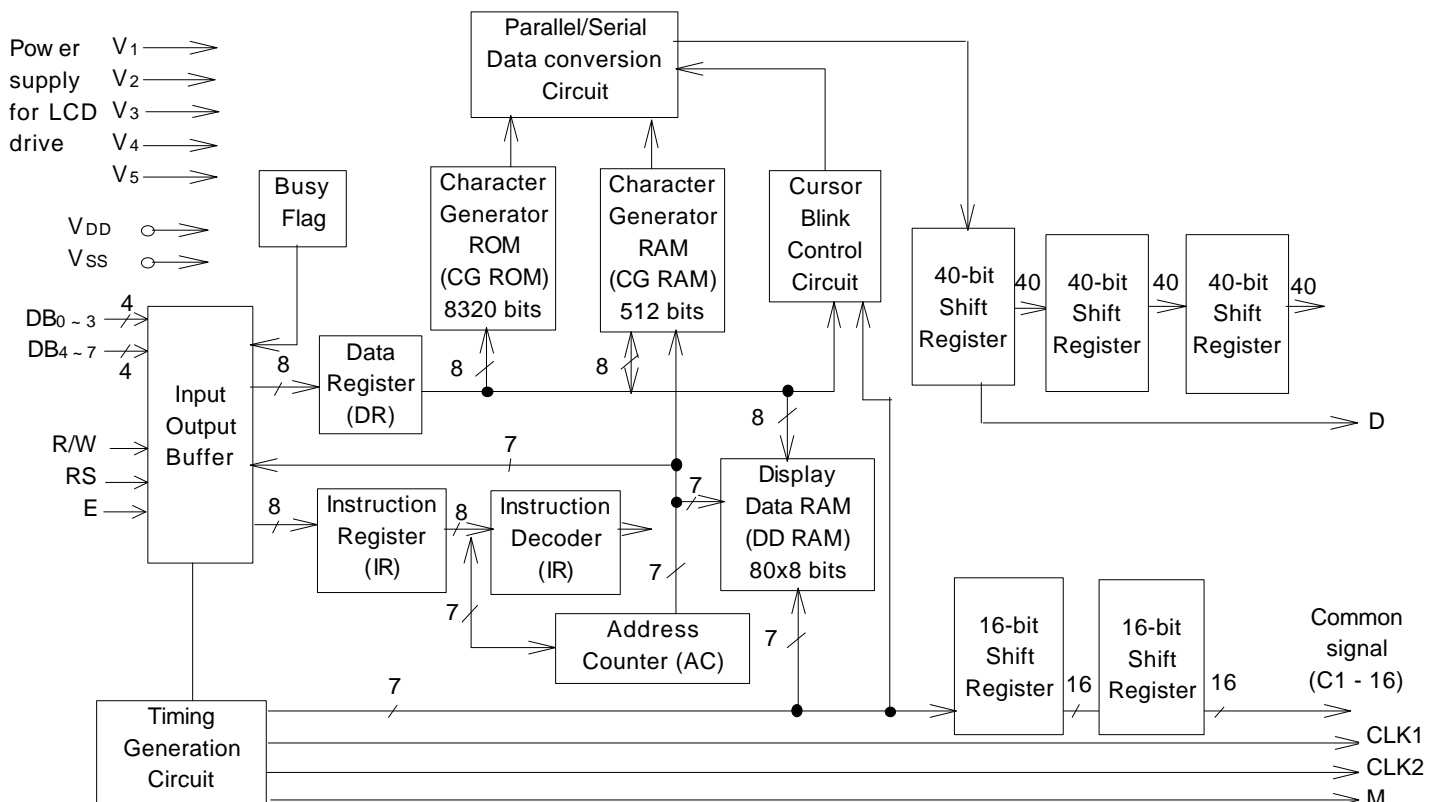 Power
supply
for LCD
drive
V1
V2
V3
V4
V5
VDD
VSS
DB0 ~ 3
4
DB4 ~ 7
4
R/W
RS
E
Input
Output
Buffer
Busy
Flag
Parallel/Serial
Data conversion
Circuit
Character
Generator
ROM
(CG ROM)
8320 bits
Character
Generator
RAM
(CG RAM)
512 bits
Cursor
Blink
Control
Circuit
40-bit
Shift
Register
40
40-bit
Shift
Register
40
40-bit
Shift
Register
40
8
Data
Register
(DR)
8
8
8
D
7
7
Display
Data RAM
(DD RAM)
80x8 bits
8
Instruction
Register
(IR)
8
Instruction
Decoder
(IR)
7
7
Address
Counter (AC)
7
16-bit
Shift
Register
16
16-bit
Shift
Register
16
Common
signal
(C1 - 16)
Timing
Generation
Circuit
7
CLK1
CLK2
M